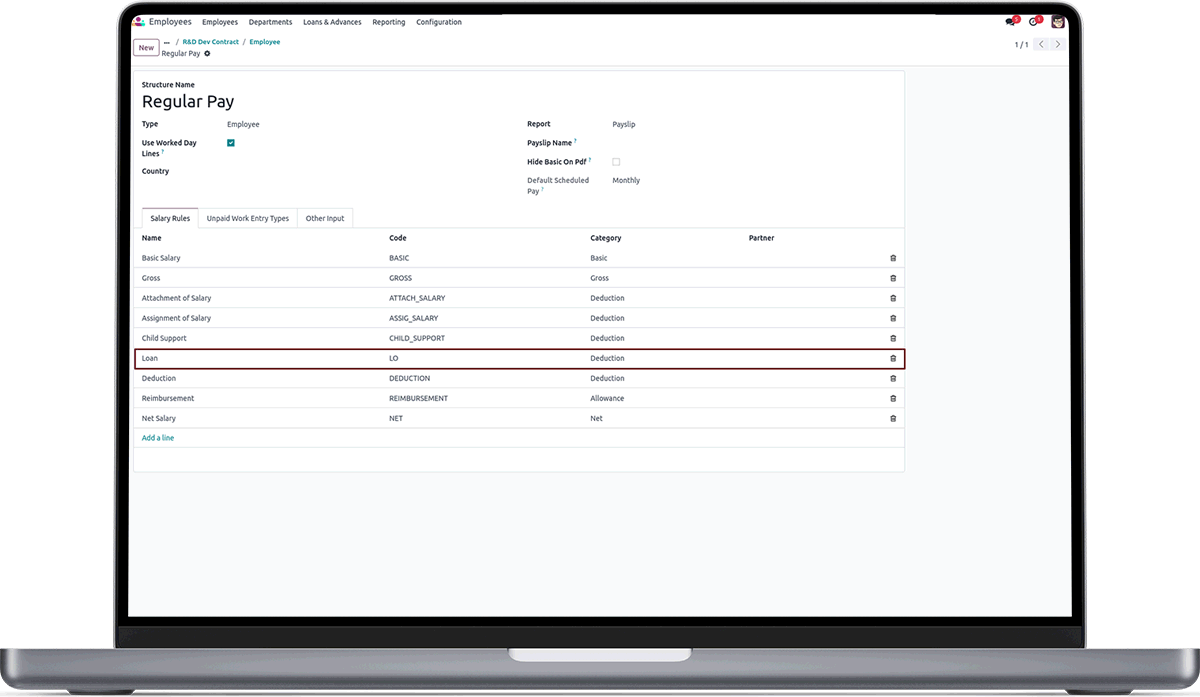 Employees Employees Departments Loans & Advances Reporting Configuration 1 1
New ... / R&D Dev Contract / Employee
Regular Pay
1 / 1
Structure Name
Regular Pay
Type Employee
Use Worked Day Lines ?
Country
Report Payslip
Payslip Name ?
Hide Basic On Pdf ?
Default Scheduled Pay ? Monthly
Salary Rules Unpaid Work Entry Types Other Input
Name Code Category Partner
Basic Salary BASIC Basic
Gross GROSS Gross
Attachment of Salary ATTACH_SALARY Deduction
Assignment of Salary ASSIG_SALARY Deduction
Child Support CHILD_SUPPORT Deduction
Loan LO Deduction
Deduction DEDUCTION Deduction
Reimbursement REIMBURSEMENT Allowance
Net Salary NET Net
Add a line